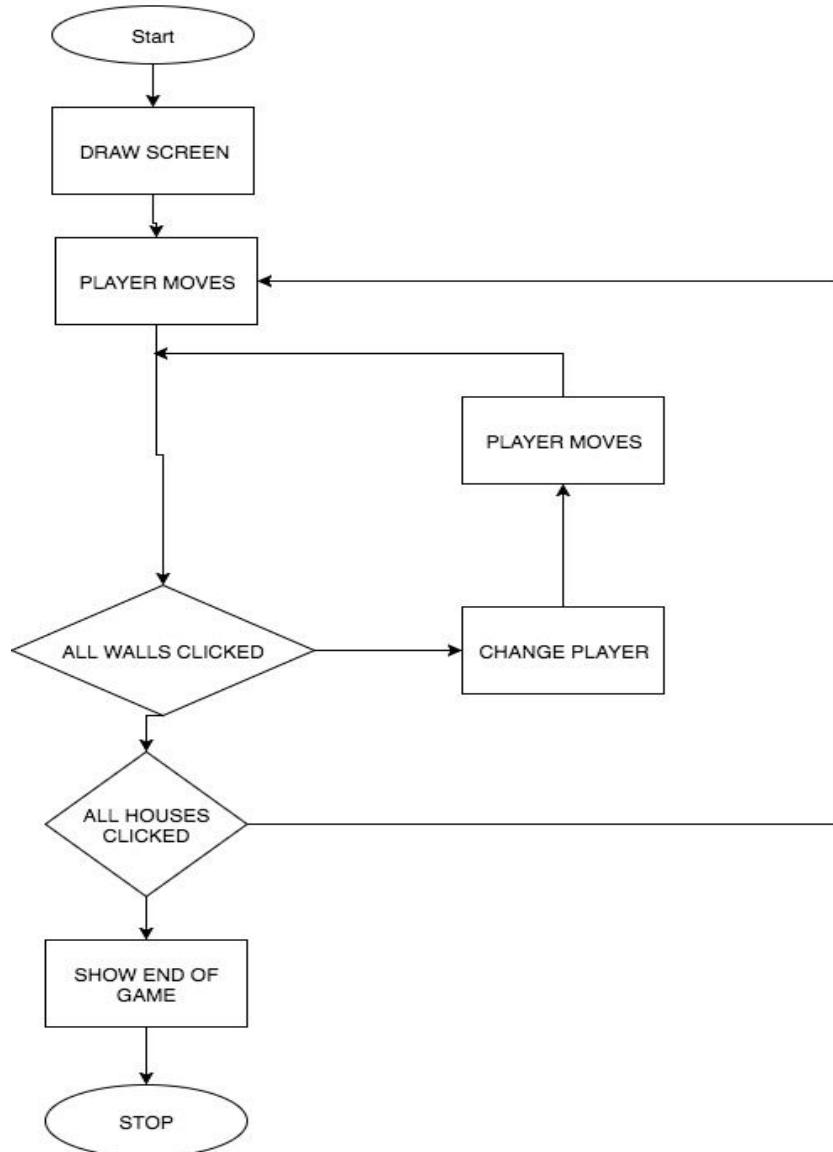 Start
DRAW SCREEN
PLAYER MOVES
PLAYER MOVES
ALL WALLS CLICKED
CHANGE PLAYER
ALL HOUSES
CLICKED
SHOW END OF
GAME
STOP